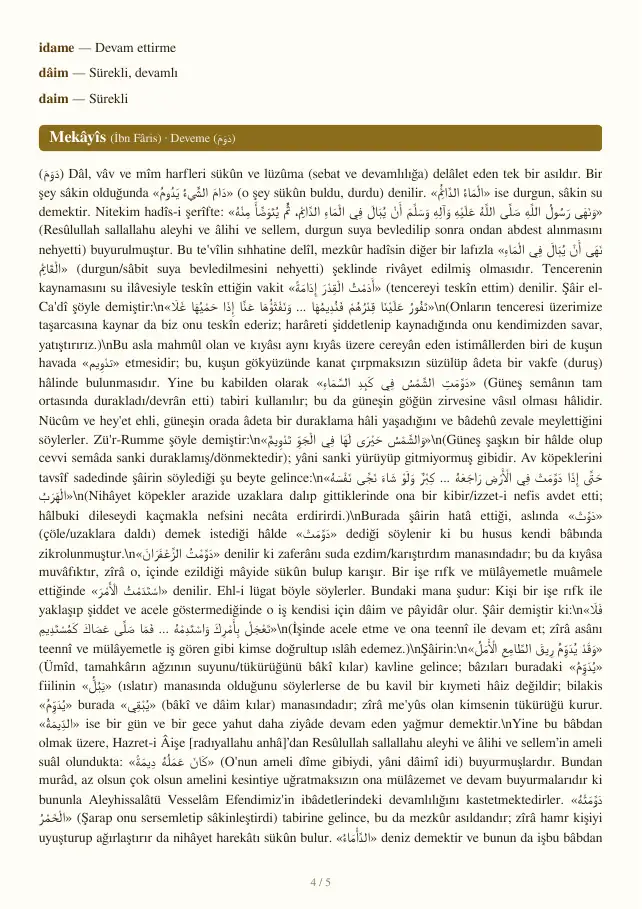 idame — Devam ettirme
dâim — Sürekli, devamlı
daim — Sürekli
Mekâyîs (İbn Fâris) · Deveme (دَوَمَ)
(دَوَمَ) Dâl, vâv ve mîm harfleri sükûn ve lüzûma (sebat ve devamlılığa) delâlet eden tek bir asıldır. Bir
şey sâkin olduğunda «دَامَ الشَّيْءُ يَدُومُ» (o şey sükûn buldu, durdu) denilir. «الْمَاءُ الدَّائِمُ» ise durgun, sâkin su
demektir. Nitekim hadîs-i şerîfte: «وَنَهَى رَسُولُ اللَّهِ صَلَّى اللَّهُ عَلَيْهِ وَآلِهِ وَسَلَّمَ أَنْ يُبَالَ فِي الْمَاءِ الدَّائِمِ، ثُمَّ يُتَوَضَّأَ مِنْهُ»
(Resûlullah sallallahu aleyhi ve âlihi ve sellem, durgun suya bevledilip sonra ondan abdest alınmasını
nehyetti) buyurulmuştur. Bu te'vîlin sıhhatine delîl, mezkûr hadîsin diğer bir lafızla «نَهَى أَنْ يُبَالَ فِي الْمَاءِ
الْقَائِمِ» (durgun/sâbit suya bevledilmesini nehyetti) şeklinde rivâyet edilmiş olmasıdır. Tencerenin
kaynamasını su ilâvesiyle teskin ettiğin vakit «أَدَمْتُ الْقِدْرَ إِدَامَةً» (tencereyi teskin ettim) denilir. Şâir el-
Ca'dî şöyle demiştir:\n«تَفُورُ عَلَيْنَا قِدْرُهُمْ فَنُدِيمُهَا ... وَنَفْثَؤُهَا عَنَّا إِذَا حَمْيُهَا غَلَا»\n(Onların tenceresi üzerimize
taşarcasına kaynar da biz onu teskin ederiz; harâreti şiddetlenip kaynadığında onu kendimizden savar,
yatıştırırız.)\nBu asla mahmûl olan ve kıyâsı aynı kıyâs üzere cereyân eden istimâllerden biri de kuşun
havada «تَدْوِيم» etmesidir; bu, kuşun gökyüzünde kanat çırpmaksızın süzülüp âdeta bir vakfe (duruş)
hâlinde bulunmasıdır. Yine bu kabilden olarak «دَوَّمَتِ الشَّمْسُ فِي كَبِدِ السَّمَاءِ» (Güneş semânın tam
ortasında durakladı/devrân etti) tabiri kullanılır; bu da güneşin göğün zirvesine vâsıl olması hâlidir.
Nücûm ve hey'et ehli, güneşin orada âdeta bir duraklama hâli yaşadığını ve bâdehû zevale meylettiğini
söylerler. Zü'r-Rumme şöyle demiştir:\n«وَالشَّمْسُ حَيْرَى لَهَا فِي الْجَوِّ تَدْوِيمٌ»\n(Güneş şaşkın bir hâlde olup
cevvi semâda sanki duraklamış/dönmektedir); yâni sanki yürüyüp gitmiyormuş gibidir. Av köpeklerini
tavsîf sadedinde şâirin söylediği şu beyte gelince:\n«حَتَّى إِذَا دَوَّمَتْ فِي الْأَرْضِ رَاجَعَهُ ... كِبْرٌ وَلَوْ شَاءَ نَجَّى نَفْسَهُ
الْهَرَبُ»\n(Nihâyet köpekler arazide uzaklara dalıp gittiklerinde ona bir kibir/izzet-i nefis avdet etti;
hâlbuki dileseydi kaçmakla nefsini necâta erdirirdi.)\nBurada şâirin hatâ ettiği, aslında «دَوَّتْ»
(çöle/uzaklara daldı) demek istediği hâlde «دَوَّمَتْ» dediği söylenir ki bu husus kendi bâbında
zikrolunmuştur.\n«دَوَّمْتُ الزَّعْفَرَانَ» denilir ki zaferânı suda ezdim/karıştırdım manasındadır; bu da kıyâsa
muvâfıktır, zîrâ o, içinde ezildiği mâyide sükûn bulup karışır. Bir işe rıfk ve mülâyemetle muâmele
ettiğinde «اسْتَدَمْتُ الْأَمْرَ» denilir. Ehl-i lügat böyle söylerler. Bundaki mana şudur: Kişi bir işe rıfk ile
yaklaşıp şiddet ve acele göstermediğinde o iş kendisi için dâim ve pâyidâr olur. Şâir demiştir ki:\n«فَلَا
تَعْجَلْ بِأَمْرِكَ وَاسْتَدِمْهُ ... فَمَا صَلَّى عَصَاكَ كَمُسْتَدِيمِ»\n(İşinde acele etme ve ona teennî ile devam et; zîrâ asânı
teennî ve mülâyemetle iş gören gibi kimse doğrultup ıslâh edemez.)\nŞâirin:\n«وَقَدْ يُدَوِّمُ رِيقَ الطَّامِعِ الْأَمَلُ»
(Ümîd, tamahkârın ağzının suyunu/tükürüğünü bâkî kılar) kavline gelince; bâzıları buradaki «يُدَوِّمُ»
fiilinin «يَبُلُّ» (ıslatır) manasında olduğunu söylerlerse de bu kavil bir kıymeti hâiz değildir; bilakis
«يُدَوِّمُ» burada «يُبْقِي» (bâkî ve dâim kılar) manasındadır; zîrâ me'yûs olan kimsenin tükürüğü kurur.
«الدِّيمَةُ» ise bir gün ve bir gece yahut daha ziyâde devam eden yağmur demektir.\nYine bu bâbdan
olmak üzere, Hazret-i Âişe [radıyallahu anhâ]'dan Resûlullah sallallahu aleyhi ve âlihi ve sellem'in ameli
suâl olundukta: «كَانَ عَمَلُهُ دِيمَةً» (O'nun ameli dîme gibiydi, yâni dâimî idi) buyurmuşlardır. Bundan
murâd, az olsun çok olsun amelini kesintiye uğratmaksızın ona mülâzemet ve devam buyurmalarıdır ki
bununla Aleyhissalâtü Vesselâm Efendimiz'in ibâdetlerindeki devamlılığını kastetmektedirler. «دَوَّمَتْهُ
الْخَمْرُ» (Şarap onu sersemletip sâkinleştirdi) tabirine gelince, bu da mezkûr asıldandır; zîrâ hamr kişiyi
uyuşturup ağırlaştırır da nihâyet harekâtı sükûn bulur. «الدَّأْمَاءُ» deniz demektir ve bunun da işbu bâbdan
4 / 5